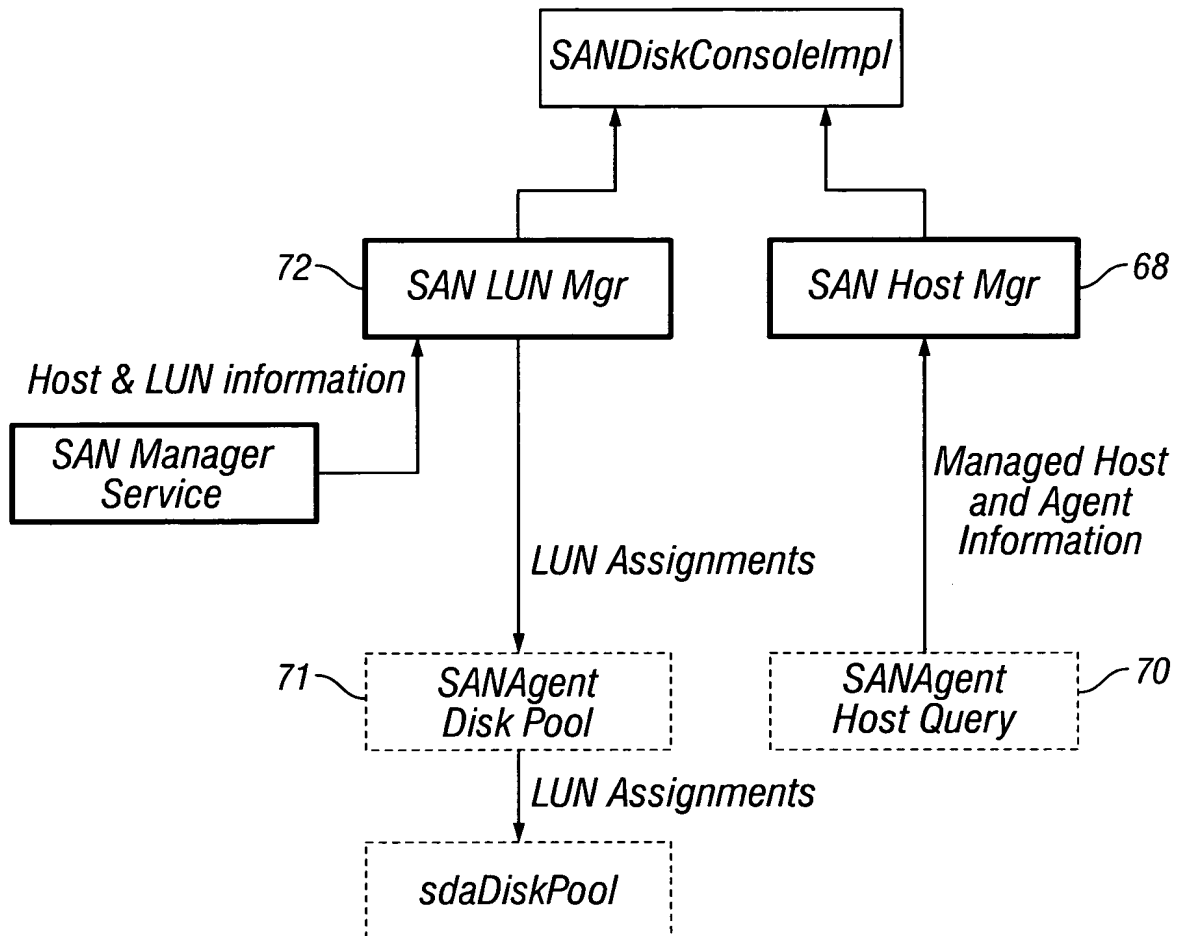 SANDiskConsoleImpl
72
SAN LUN Mgr
SAN Host Mgr
68
Host & LUN information
SAN Manager
Service
Managed Host
and Agent
Information
LUN Assignments
71
SANAgent
Disk Pool
SANAgent
Host Query
70
LUN Assignments
sdaDiskPool